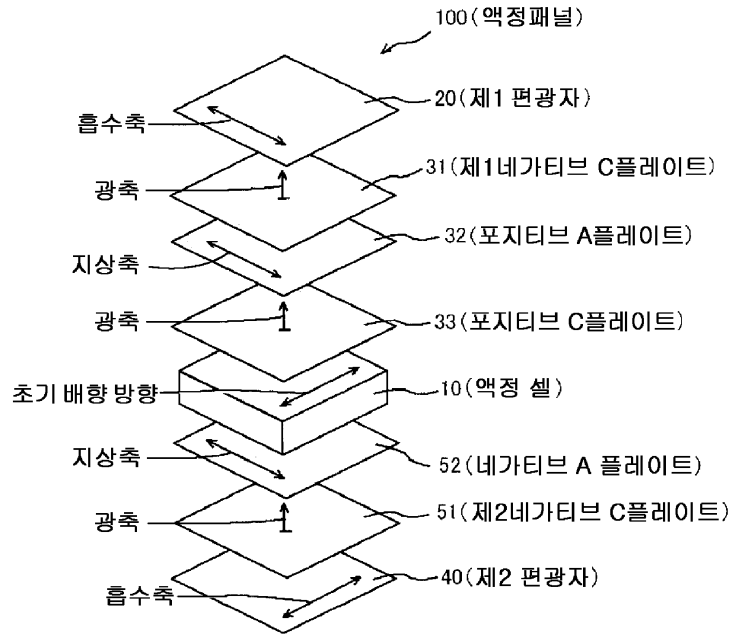 100(액정패널)
20(제1 편광자)
흡수축
31(제1네가티브 C플레이트)
광축
32(포지티브 A플레이트)
지상축
광축
33(포지티브 C플레이트)
초기 배향 방향
10(액정 셀)
지상축
52(네가티브 A 플레이트)
광축
51(제2네가티브 C플레이트)
40(제2 편광자)
흡수축